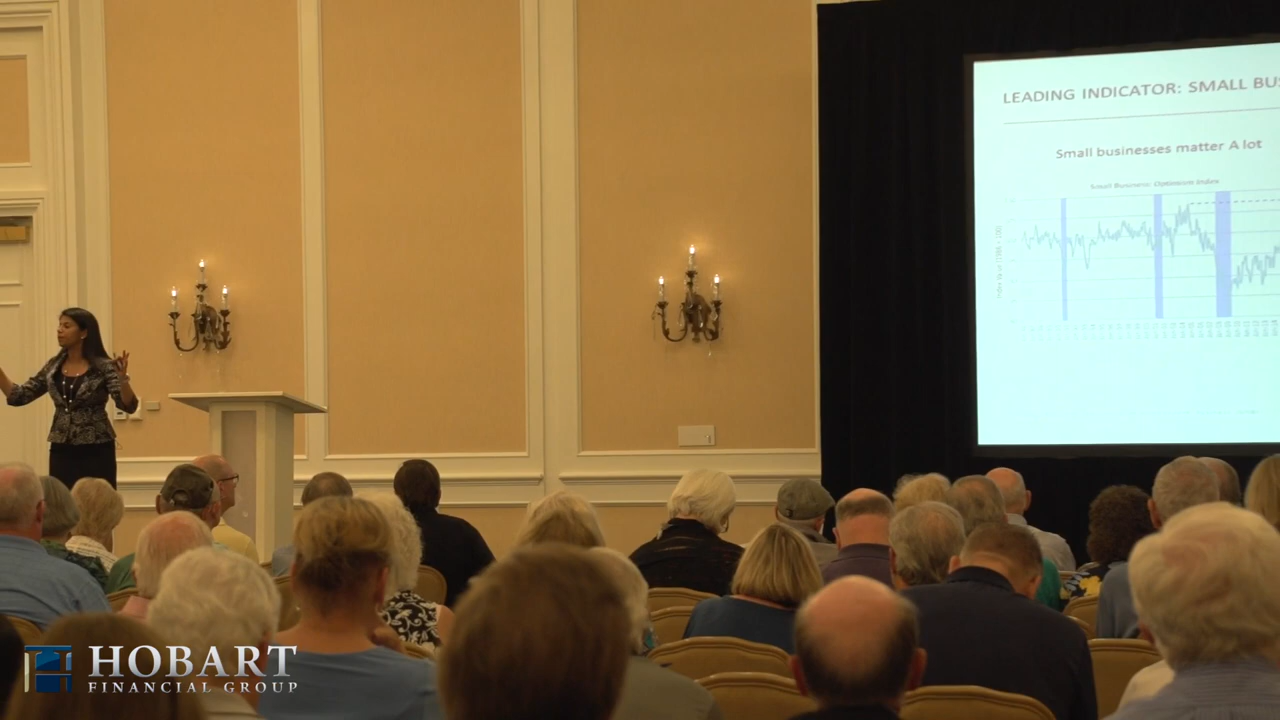 LEADING INDICATOR: SMALL BUS
Small businesses matter A lot
Small Business Optimism Index
HOBART
FINANCIAL GROUP